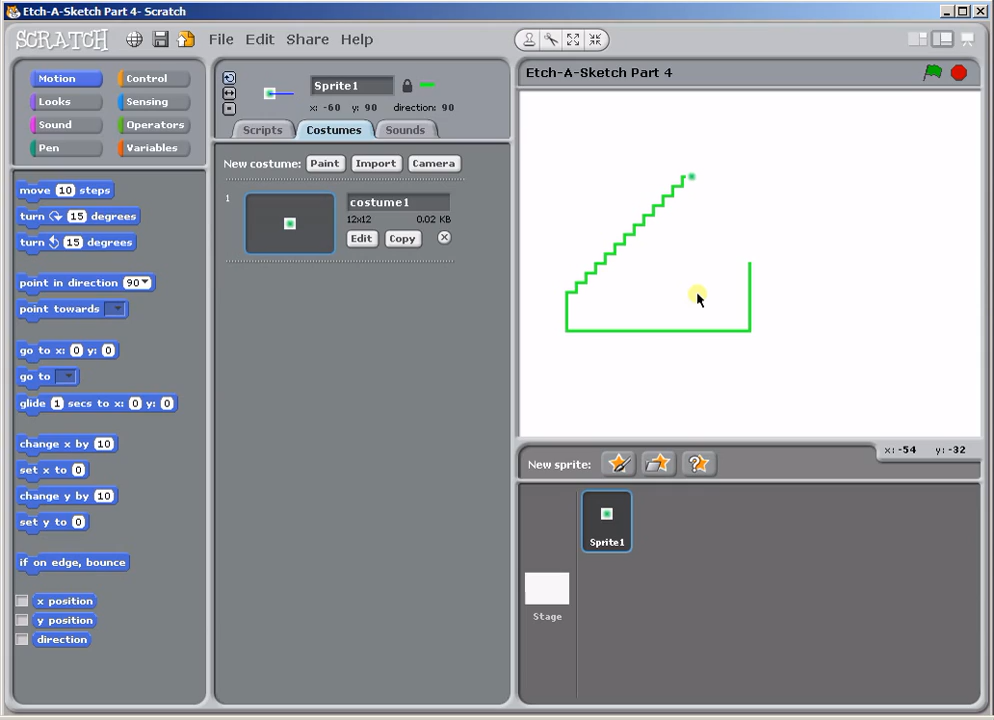 Etch-A-Sketch Part 4- Scratch
SCRATCH File Edit Share Help
Motion Control
Looks Sensing
Sound Operators
Pen Variables
move 10 steps
turn 15 degrees
turn 15 degrees
point in direction 90
point towards
go to x: 0 y: 0
go to
glide 1 secs to x: 0 y: 0
change x by 10
set x to 0
change y by 10
set y to 0
if on edge, bounce
x position
y position
direction
Sprite1
x: -60 y: 90 direction: 90
Scripts Costumes Sounds
New costume: Paint Import Camera
1
costume1
12x12 0.02 KB
Edit Copy
Etch-A-Sketch Part 4
x: -54 y: -32
New sprite:
Sprite1
Stage